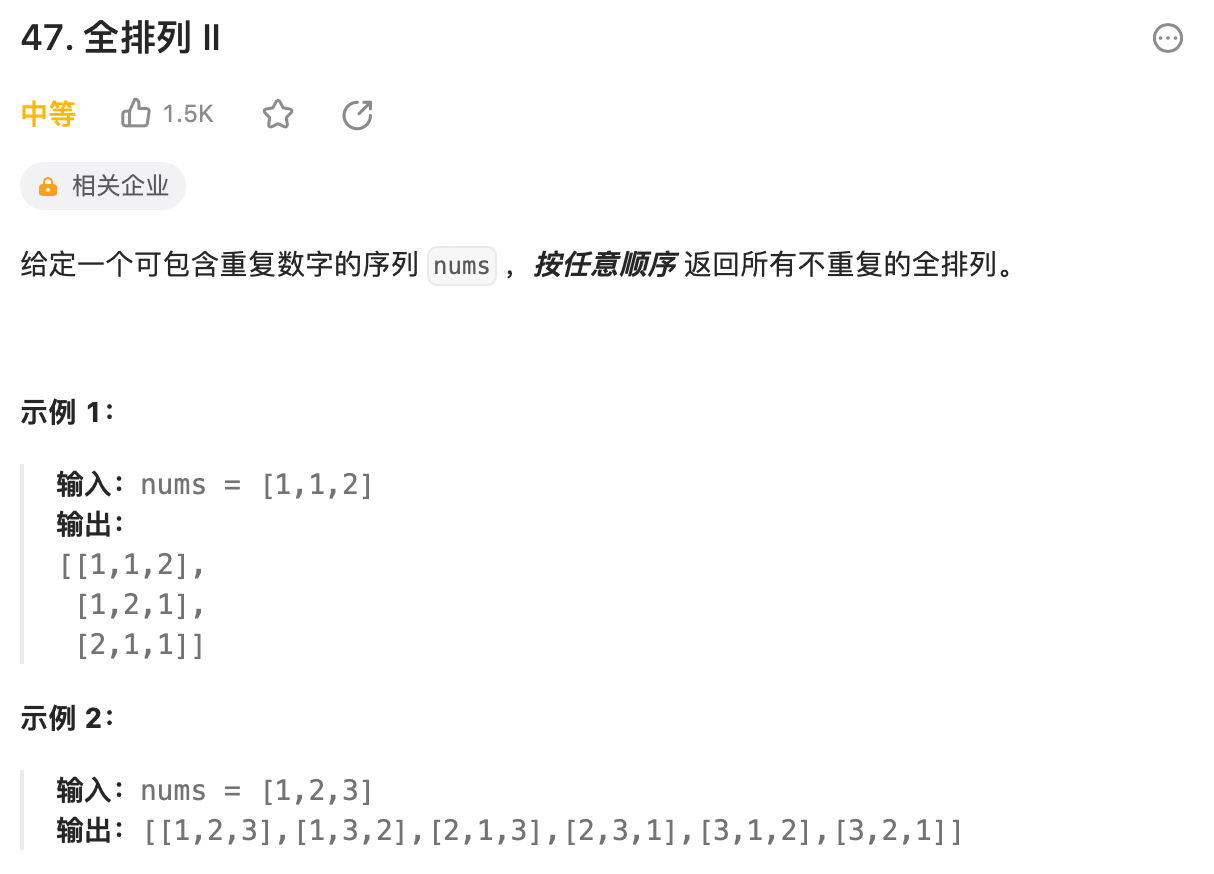 47. 全排列 II
中等 1.5K
相关企业
给定一个可包含重复数字的序列 nums ，按任意顺序 返回所有不重复的全排列。
示例 1：
输入：nums = [1,1,2]
输出：
[[1,1,2],
 [1,2,1],
 [2,1,1]]
示例 2：
输入：nums = [1,2,3]
输出：[[1,2,3],[1,3,2],[2,1,3],[2,3,1],[3,1,2],[3,2,1]]